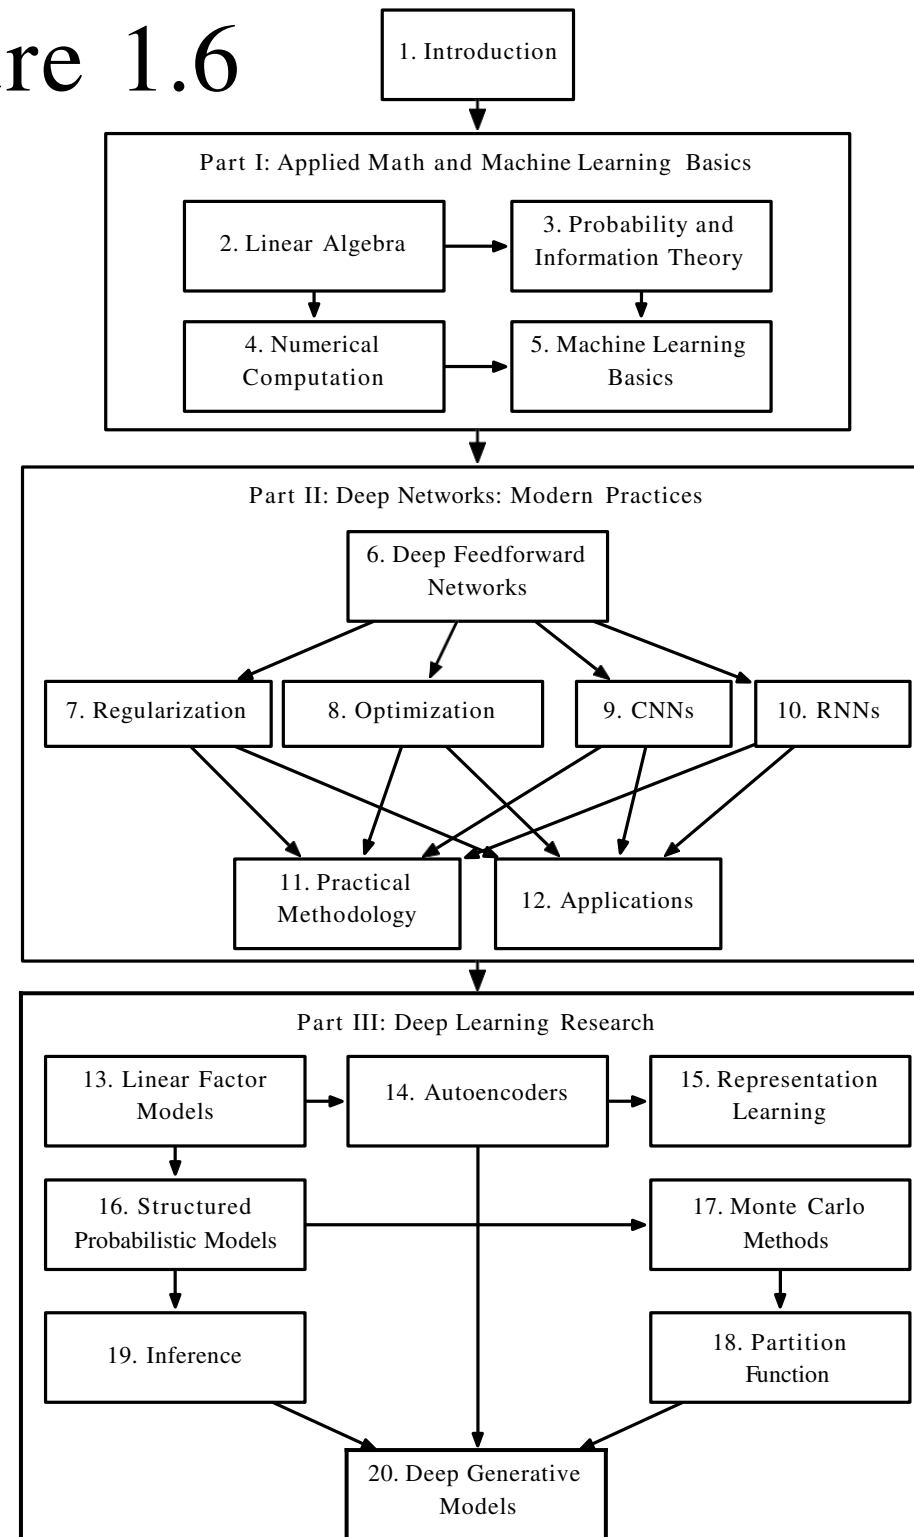 re 1.6
1. Introduction
Part I: Applied Math and Machine Learning Basics
2. Linear Algebra
3. Probability and
Information Theory
4. Numerical
Computation
5. Machine Learning
Basics
Part II: Deep Networks: Modern Practices
6. Deep Feedforward
Networks
7. Regularization
8. Optimization
9. CNNs
10. RNNs
11. Practical
Methodology
12. Applications
Part III: Deep Learning Research
13. Linear Factor
Models
14. Autoencoders
15. Representation
Learning
16. Structured
Probabilistic Models
17. Monte Carlo
Methods
19. Inference
18. Partition
Function
20. Deep Generative
Models